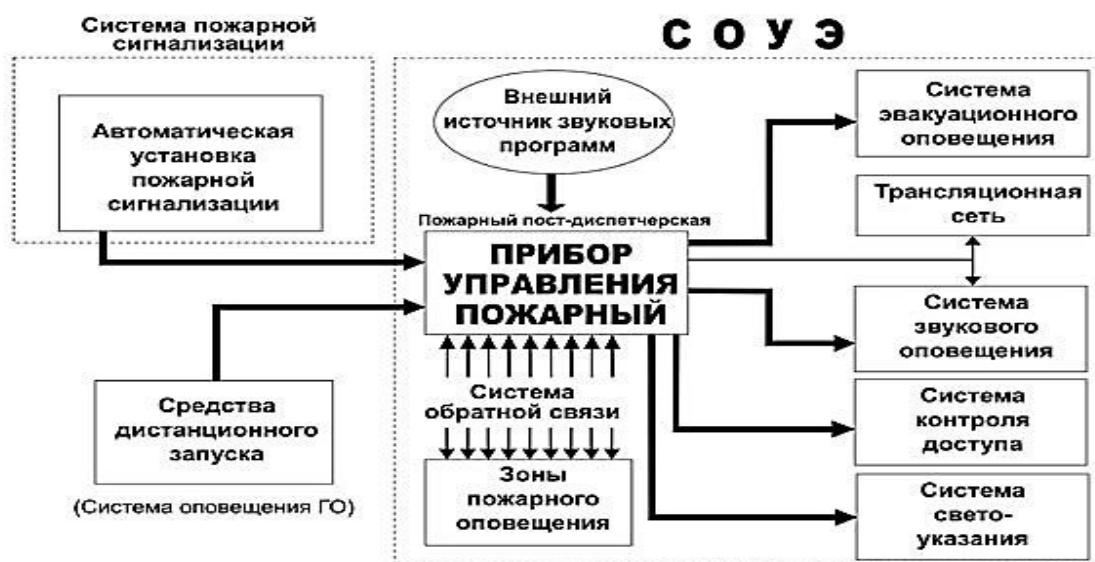 Система пожарной
сигнализации
Автоматическая
установка
пожарной
сигнализации
Средства
дистанционного
запуска
(Система оповещения ГО)
С О У Э
Внешний
источник звуковых
программ
Пожарный пост-диспетчерская
ПРИБОР
УПРАВЛЕНИЯ
ПОЖАРНЫЙ
Система
обратной связи
Зоны
пожарного
оповещения
Система
эвакуационного
оповещения
Трансляционная
сеть
Система
звукового
оповещения
Система
контроля
доступа
Система
свето-
указания